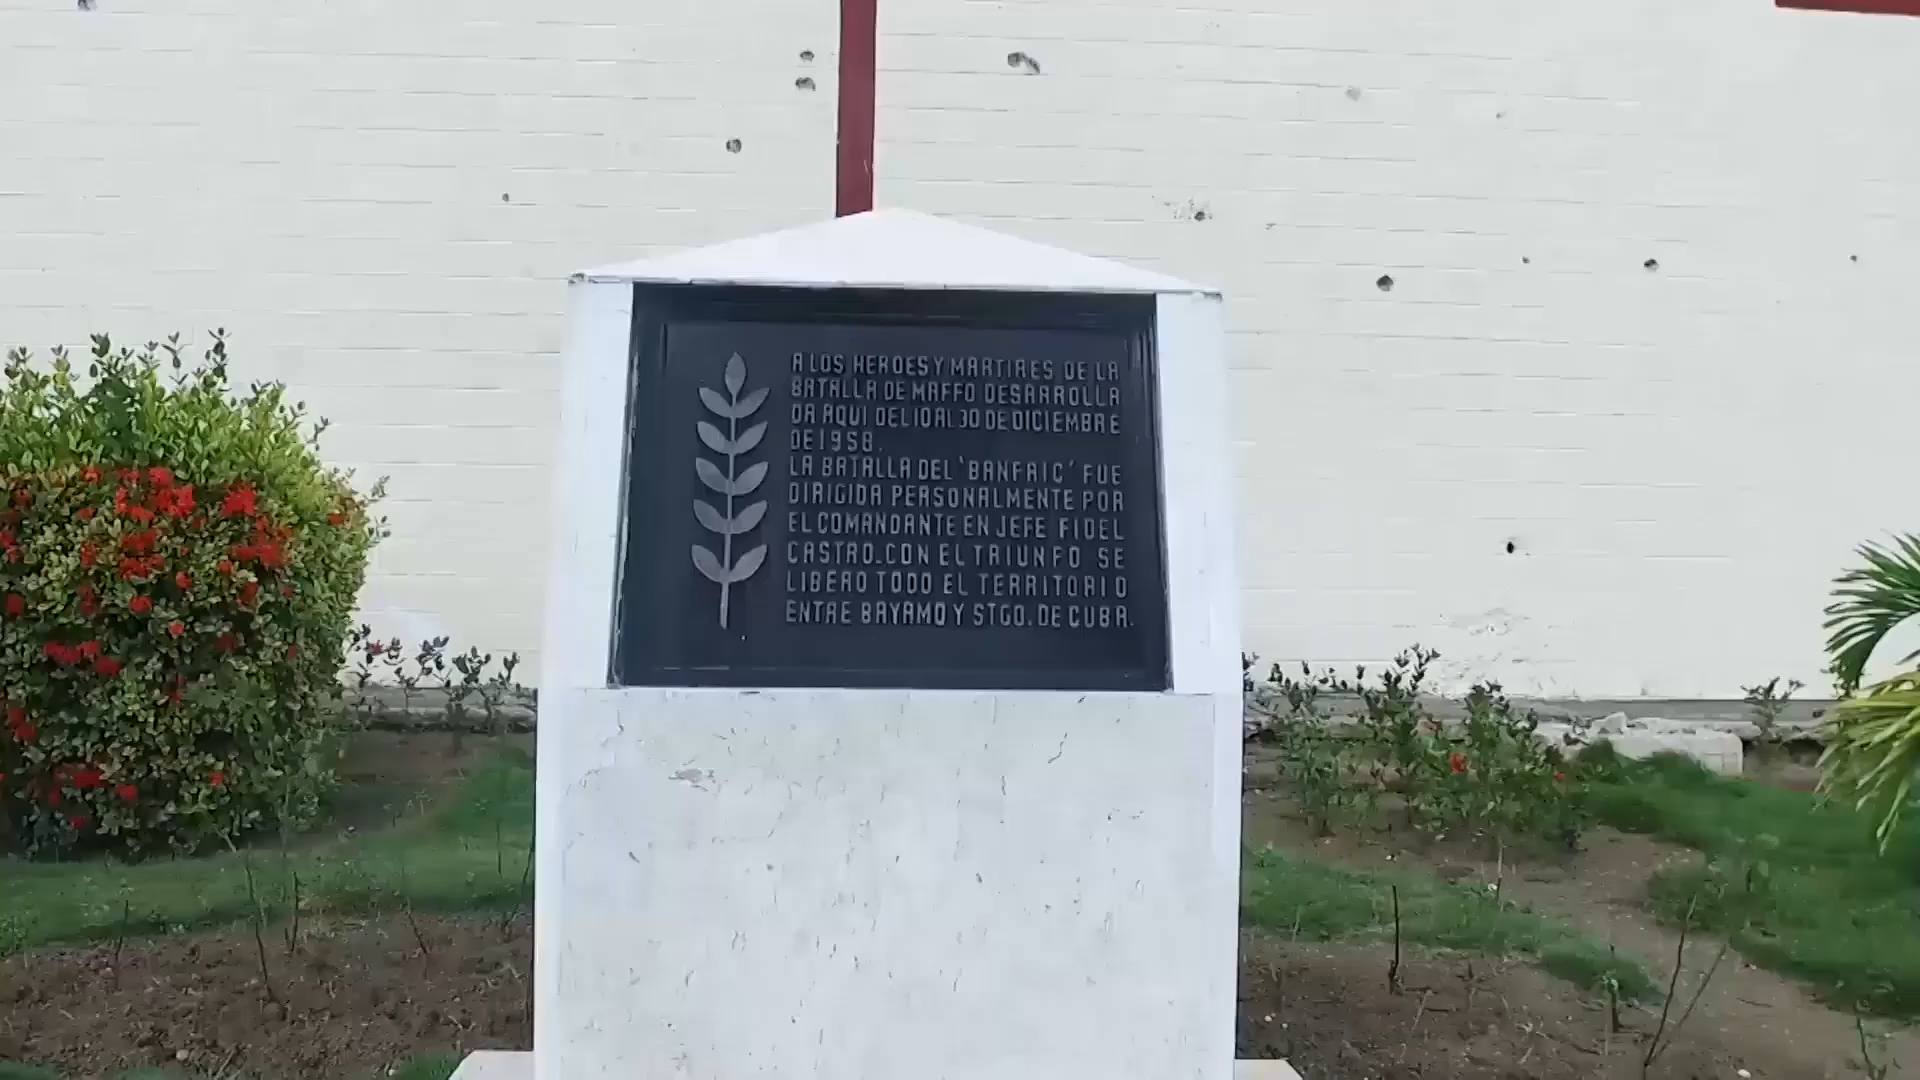 A LOS HEROES Y MARTIRES DE LA
BATALLA DE MAFFO DESARROLLA
DA AQUI DEL 10 AL 30 DE DICIEMBRE
DE 1958.
LA BATALLA DEL 'BANFAIC' FUE
DIRIGIDA PERSONALMENTE POR
EL COMANDANTE EN JEFE FIDEL
CASTRO_CON EL TRIUNFO SE
LIBERO TODO EL TERRITORIO
ENTRE BAYAMO Y STGO. DE CUBA.